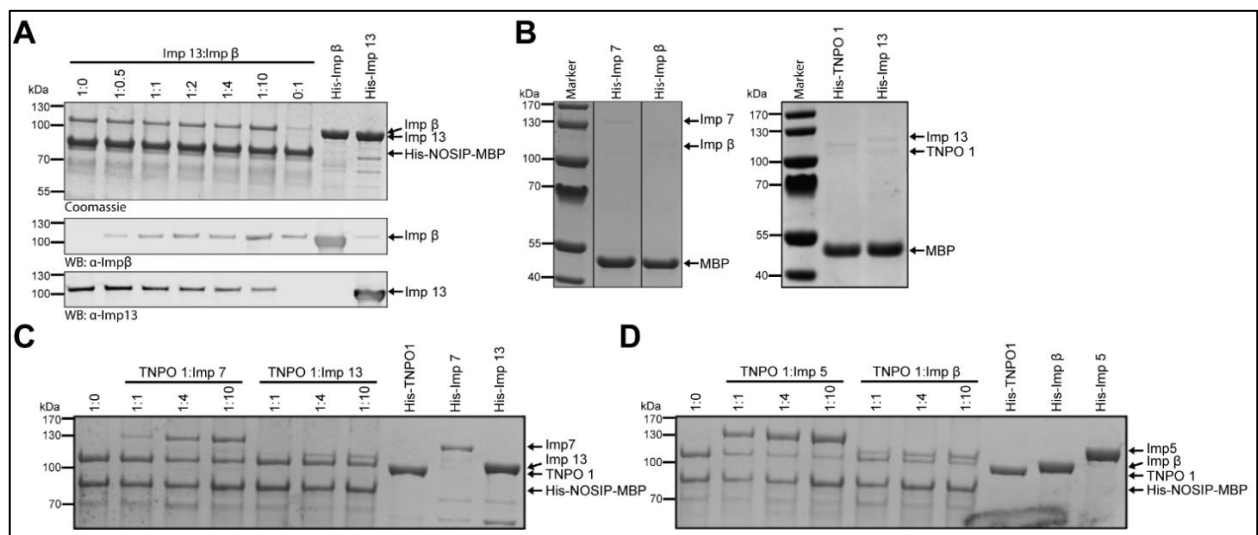 A
Imp 13:Imp β
1:0
1:0.5
1:1
1:2
1:4
1:10
0:1
His-Imp β
His-Imp 13
kDa
130
100
70
55
Imp β
Imp 13
His-NOSIP-MBP
Coomassie
130
100
Imp β
WB: α-Impβ
130
100
Imp 13
WB: α-Imp13
B
Marker
His-Imp 7
His-Imp β
kDa
170
130
100
70
55
40
Imp 7
Imp β
MBP
Marker
His-TNPO 1
His-Imp 13
kDa
170
130
100
70
55
40
Imp 13
TNPO 1
MBP
C
TNPO 1:Imp 7
TNPO 1:Imp 13
1:0
1:1
1:4
1:10
1:1
1:4
1:10
His-TNPO1
His-Imp 7
His-Imp 13
kDa
170
130
100
70
Imp7
Imp 13
TNPO 1
His-NOSIP-MBP
D
TNPO 1:Imp 5
TNPO 1:Imp β
1:0
1:1
1:4
1:10
1:1
1:4
1:10
His-TNPO1
His-Imp β
His-Imp 5
kDa
170
130
100
70
Imp5
Imp β
TNPO 1
His-NOSIP-MBP